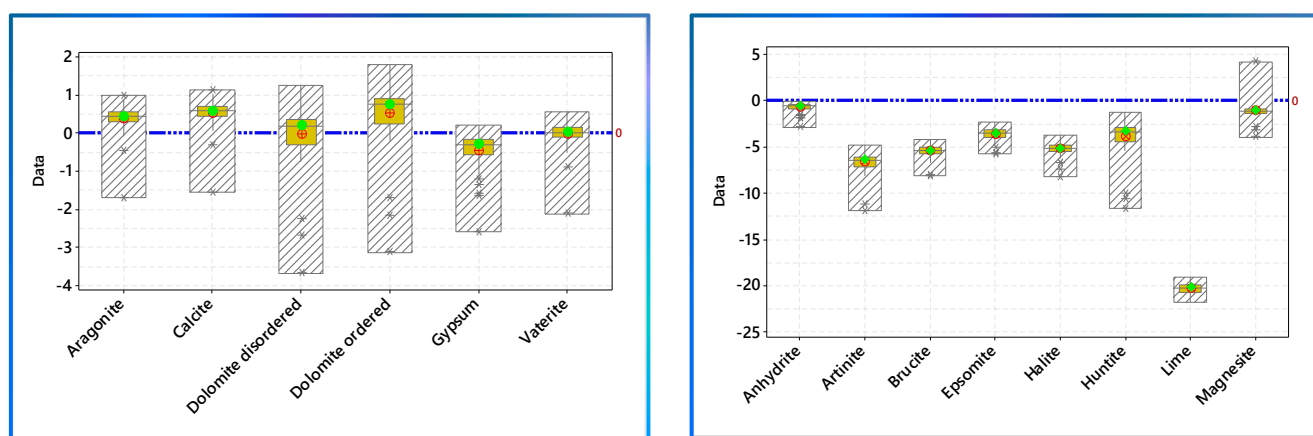 2
1
0
-1
-2
-3
-4
Data
0
Aragonite
Calcite
Dolomite disordered
Dolomite ordered
Gypsum
Vaterite
5
0
-5
-10
-15
-20
-25
Data
0
Anhydrite
Artinite
Brucite
Epsomite
Halite
Huntite
Lime
Magnesite